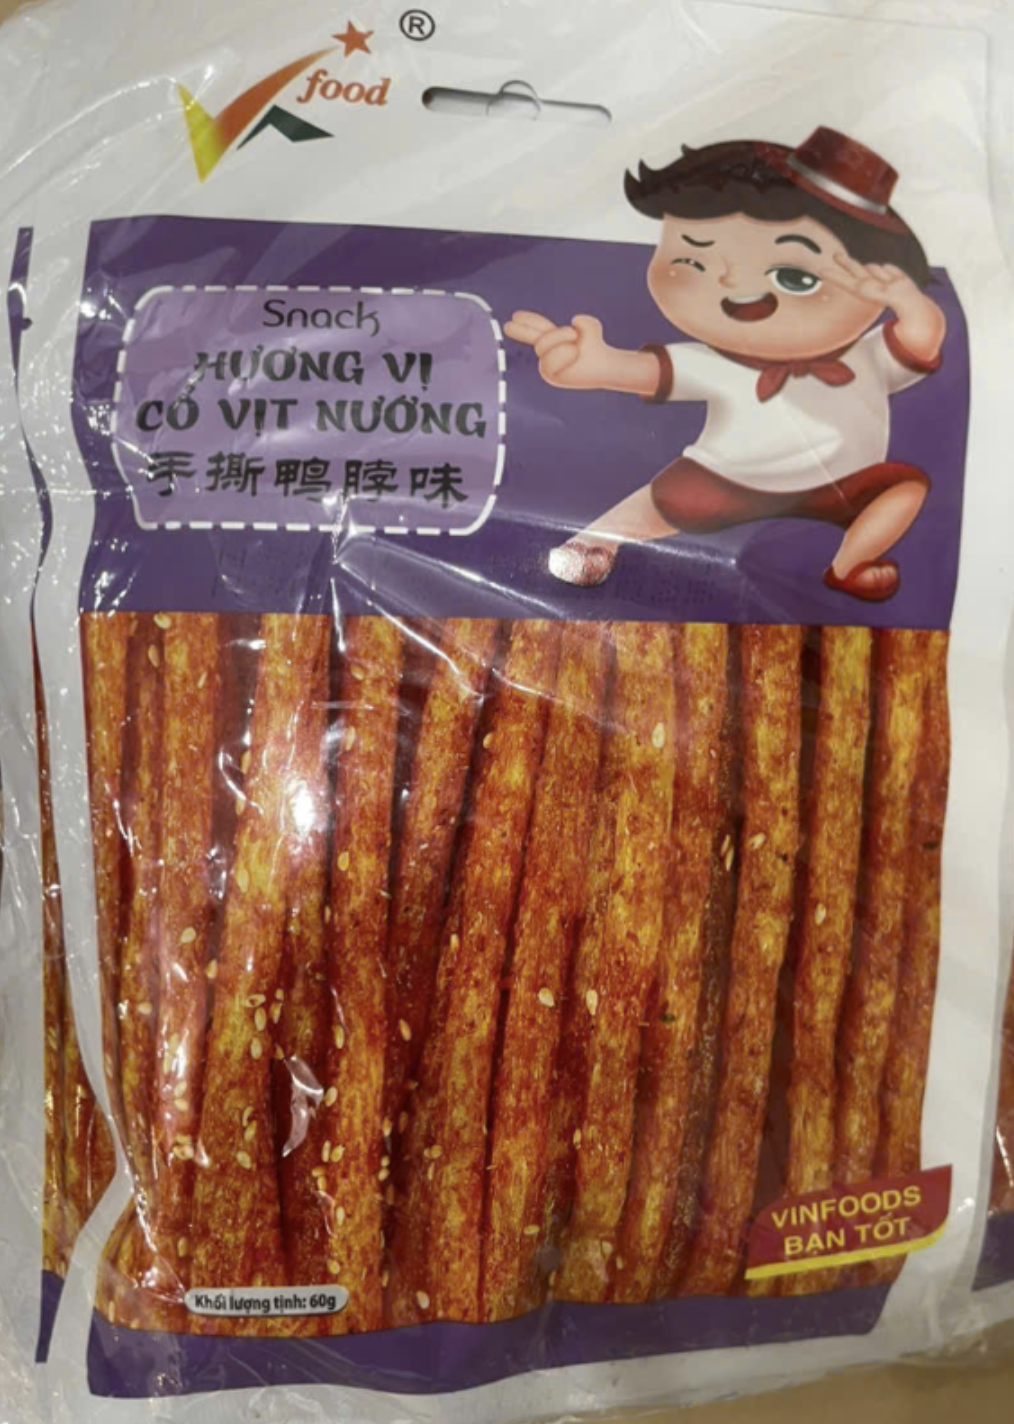 food
®
Snack
HƯƠNG VỊ
CỔ VỊT NƯỚNG
手撕鸭脖味
VINFOODS
BẠN TỐT
Khối lượng tịnh: 60g